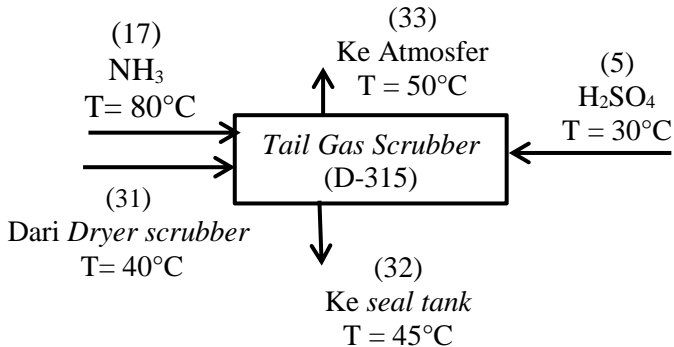 (17)
NH₃
T= 80°C
(33)
Ke Atmosfer
T = 50°C
(5)
H₂SO₄
T = 30°C
Tail Gas Scrubber
(D-315)
(31)
Dari Dryer scrubber
T= 40°C
(32)
Ke seal tank
T = 45°C